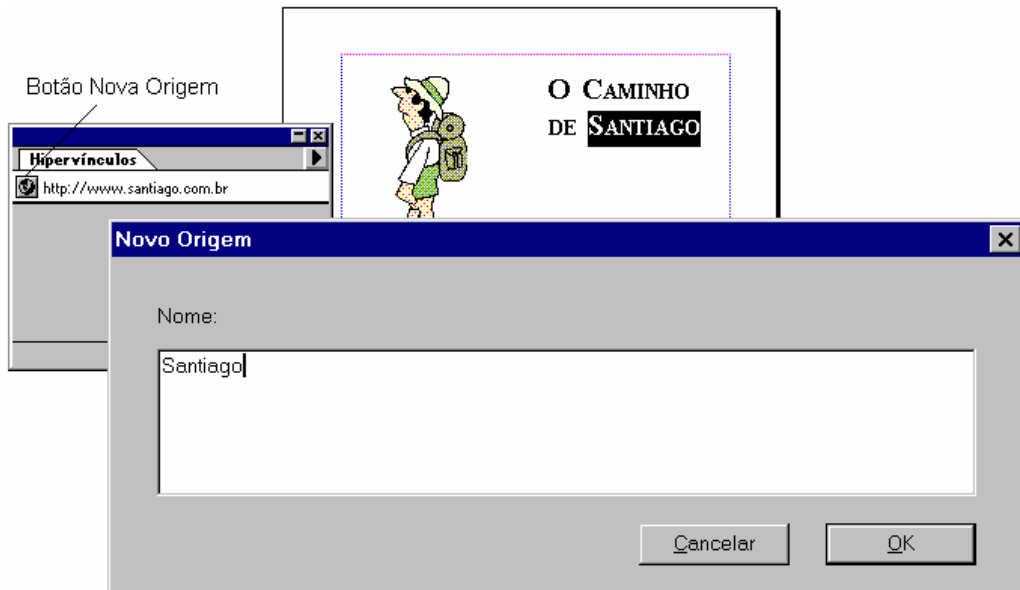 Botão Nova Origem
O CAMINHO
DE SANTIAGO
Hipervínculos
http://www.santiago.com.br
Novo Origem
Nome:
Santiago
Cancelar
OK